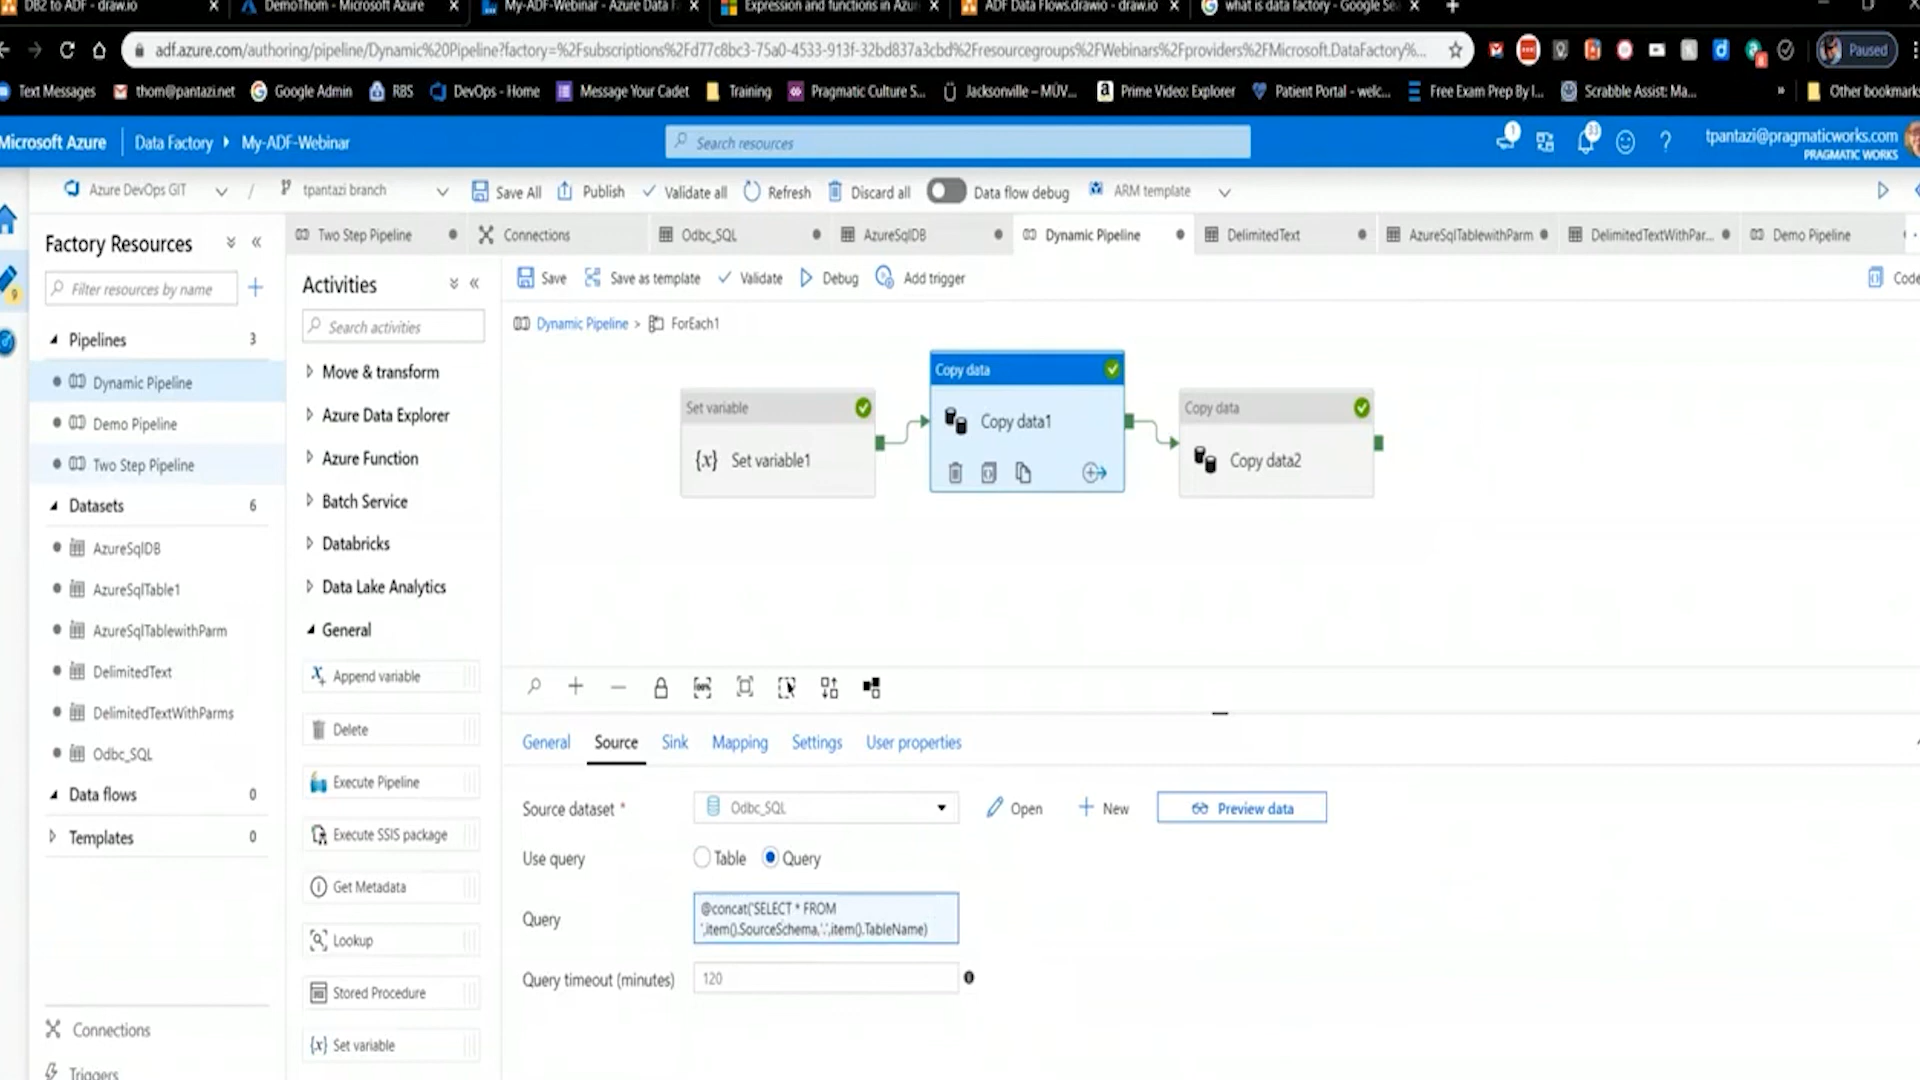 DB2 to ADF - draw.io
DemoThom - Microsoft Azure
My-ADF-Webinar - Azure Data F
Expression and functions in Azur
ADF Data Flows.drawio - draw.io
what is data factory - Google Se
adf.azure.com/authoring/pipeline/Dynamic%20Pipeline?factory=%2Fsubscriptions%2Fd77c8bc3-75a0-4533-913f-32bd837a3cbd%2Fresourcegroups%2FWebinars%2Fproviders%2FMicrosoft.DataFactory%...
Paused
Text Messages
thom@pantazi.net
Google Admin
RBS
DevOps - Home
Message Your Cadet
Training
Pragmatic Culture S...
Jacksonville – MÜV...
Prime Video: Explorer
Patient Portal - welc...
Free Exam Prep By I...
Scrabble Assist: Ma...
»
Other bookmarks
Microsoft Azure
Data Factory
My-ADF-Webinar
Search resources
1
31
tpantazi@pragmaticworks.com
PRAGMATIC WORKS
Azure DevOps GIT
/
tpantazi branch
Save All
Publish
Validate all
Refresh
Discard all
Data flow debug
ARM template
Factory Resources
Two Step Pipeline
Connections
Odbc_SQL
AzureSqlDB
Dynamic Pipeline
DelimitedText
AzureSqlTablewithParm
DelimitedTextWithPar...
Demo Pipeline
Filter resources by name
Activities
Save
Save as template
Validate
Debug
Add trigger
Code
9
Search activities
Dynamic Pipeline > ForEach1
Pipelines 3
Dynamic Pipeline
Demo Pipeline
Two Step Pipeline
Datasets 6
AzureSqlDB
AzureSqlTable1
AzureSqlTablewithParm
DelimitedText
DelimitedTextWithParms
Odbc_SQL
Data flows 0
Templates 0
Connections
Triggers
Move & transform
Azure Data Explorer
Azure Function
Batch Service
Databricks
Data Lake Analytics
General
Append variable
Delete
Execute Pipeline
Execute SSIS package
Get Metadata
Lookup
Stored Procedure
{x} Set variable
Set variable
{x} Set variable1
Copy data
Copy data1
Copy data
Copy data2
General
Source
Sink
Mapping
Settings
User properties
Source dataset *
Odbc_SQL
Open
New
Preview data
Use query
Table
Query
Query
@concat('SELECT * FROM
',item().SourceSchema,'.',item().TableName)
Query timeout (minutes)
120